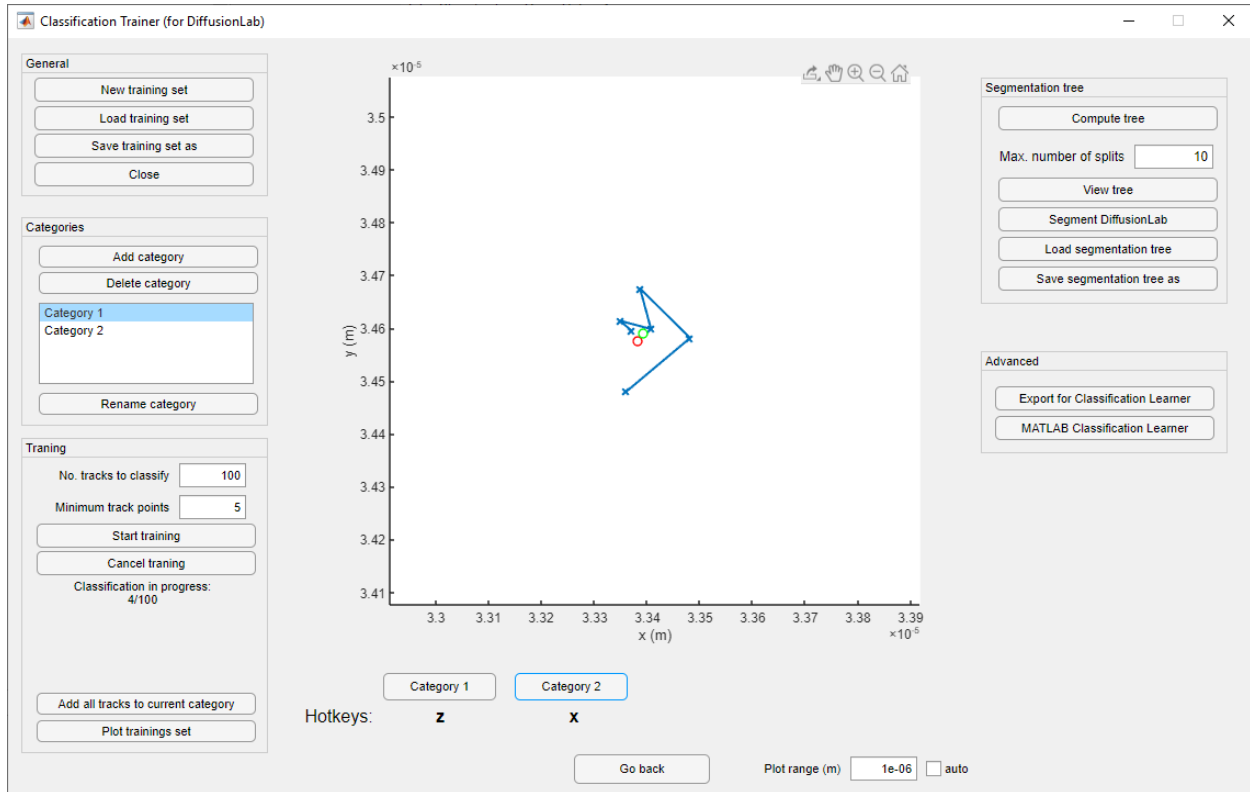 Classification Trainer (for DiffusionLab)
General
New training set
Load training set
Save training set as
Close
Categories
Add category
Delete category
Category 1
Category 2
Rename category
Traning
No. tracks to classify 100
Minimum track points 5
Start training
Cancel traning
Classification in progress:
4/100
Add all tracks to current category
Plot trainings set
×10⁻⁵
3.5
3.49
3.48
3.47
3.46
3.45
3.44
3.43
3.42
3.41
y (m)
3.3 3.31 3.32 3.33 3.34 3.35 3.36 3.37 3.38 3.39
x (m)
×10⁻⁵
Category 1 Category 2
Hotkeys: z x
Go back
Plot range (m) 1e-06 auto
Segmentation tree
Compute tree
Max. number of splits 10
View tree
Segment DiffusionLab
Load segmentation tree
Save segmentation tree as
Advanced
Export for Classification Learner
MATLAB Classification Learner